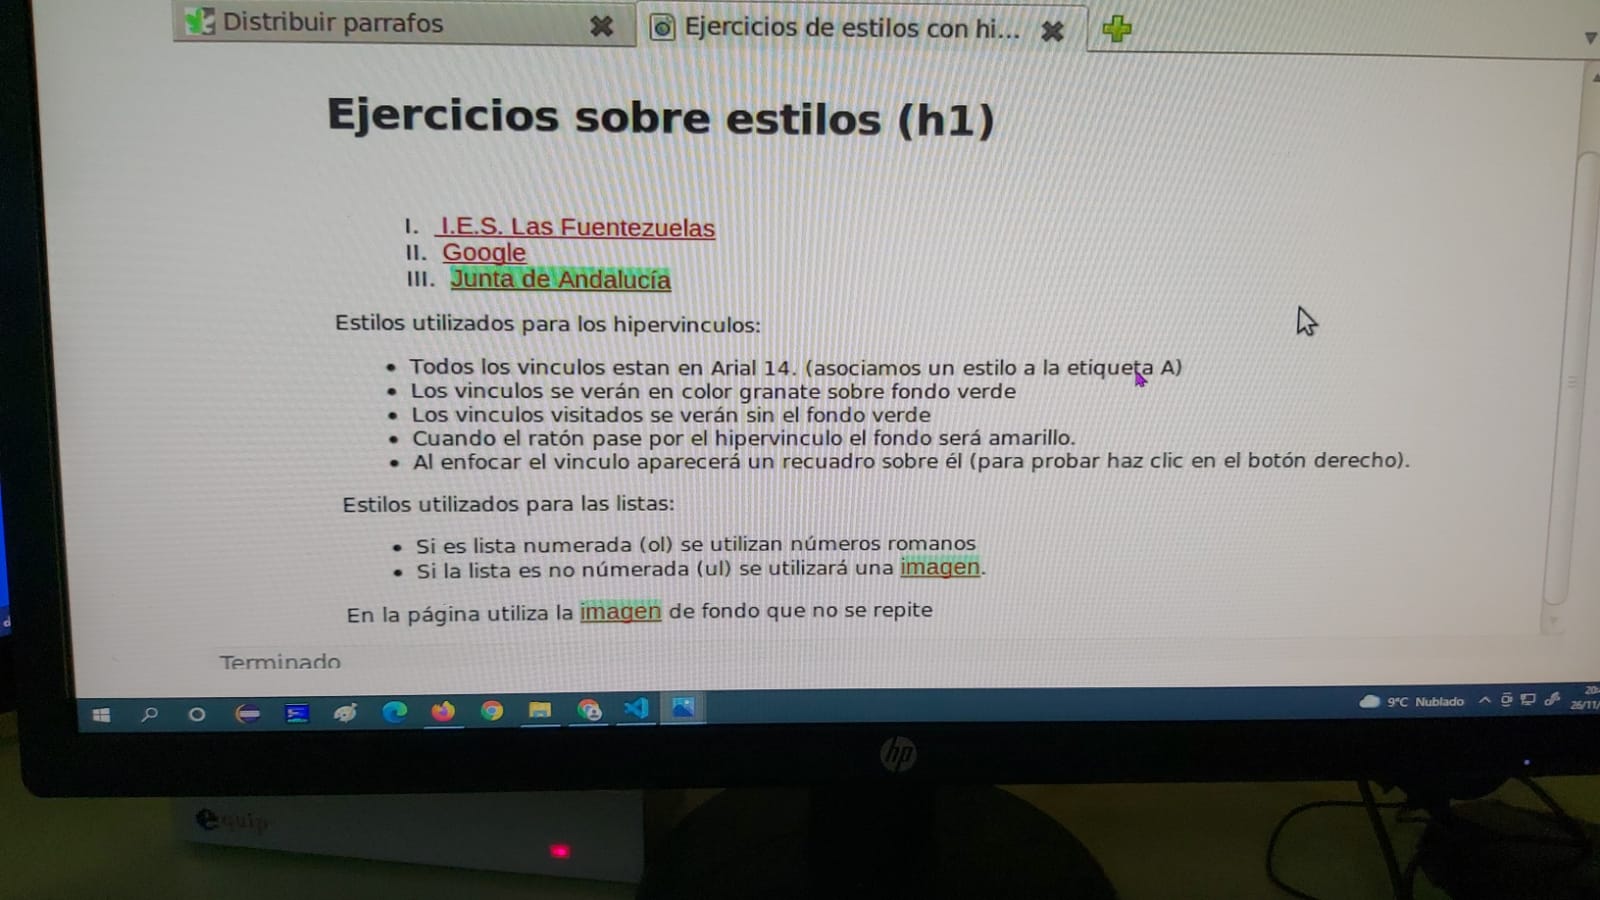 Distribuir parrafos
Ejercicios de estilos con hi...
Ejercicios sobre estilos (h1)
I. I.E.S. Las Fuentezuelas
II. Google
III. Junta de Andalucía
Estilos utilizados para los hipervinculos:
• Todos los vinculos estan en Arial 14. (asociamos un estilo a la etiqueta A)
• Los vinculos se verán en color granate sobre fondo verde
• Los vinculos visitados se verán sin el fondo verde
• Cuando el ratón pase por el hipervinculo el fondo será amarillo.
• Al enfocar el vinculo aparecerá un recuadro sobre él (para probar haz clic en el botón derecho).
Estilos utilizados para las listas:
• Si es lista numerada (ol) se utilizan números romanos
• Si la lista es no númerada (ul) se utilizará una imagen.
En la página utiliza la imagen de fondo que no se repite
Terminado
9°C Nublado
20:
26/11/
hp
equip